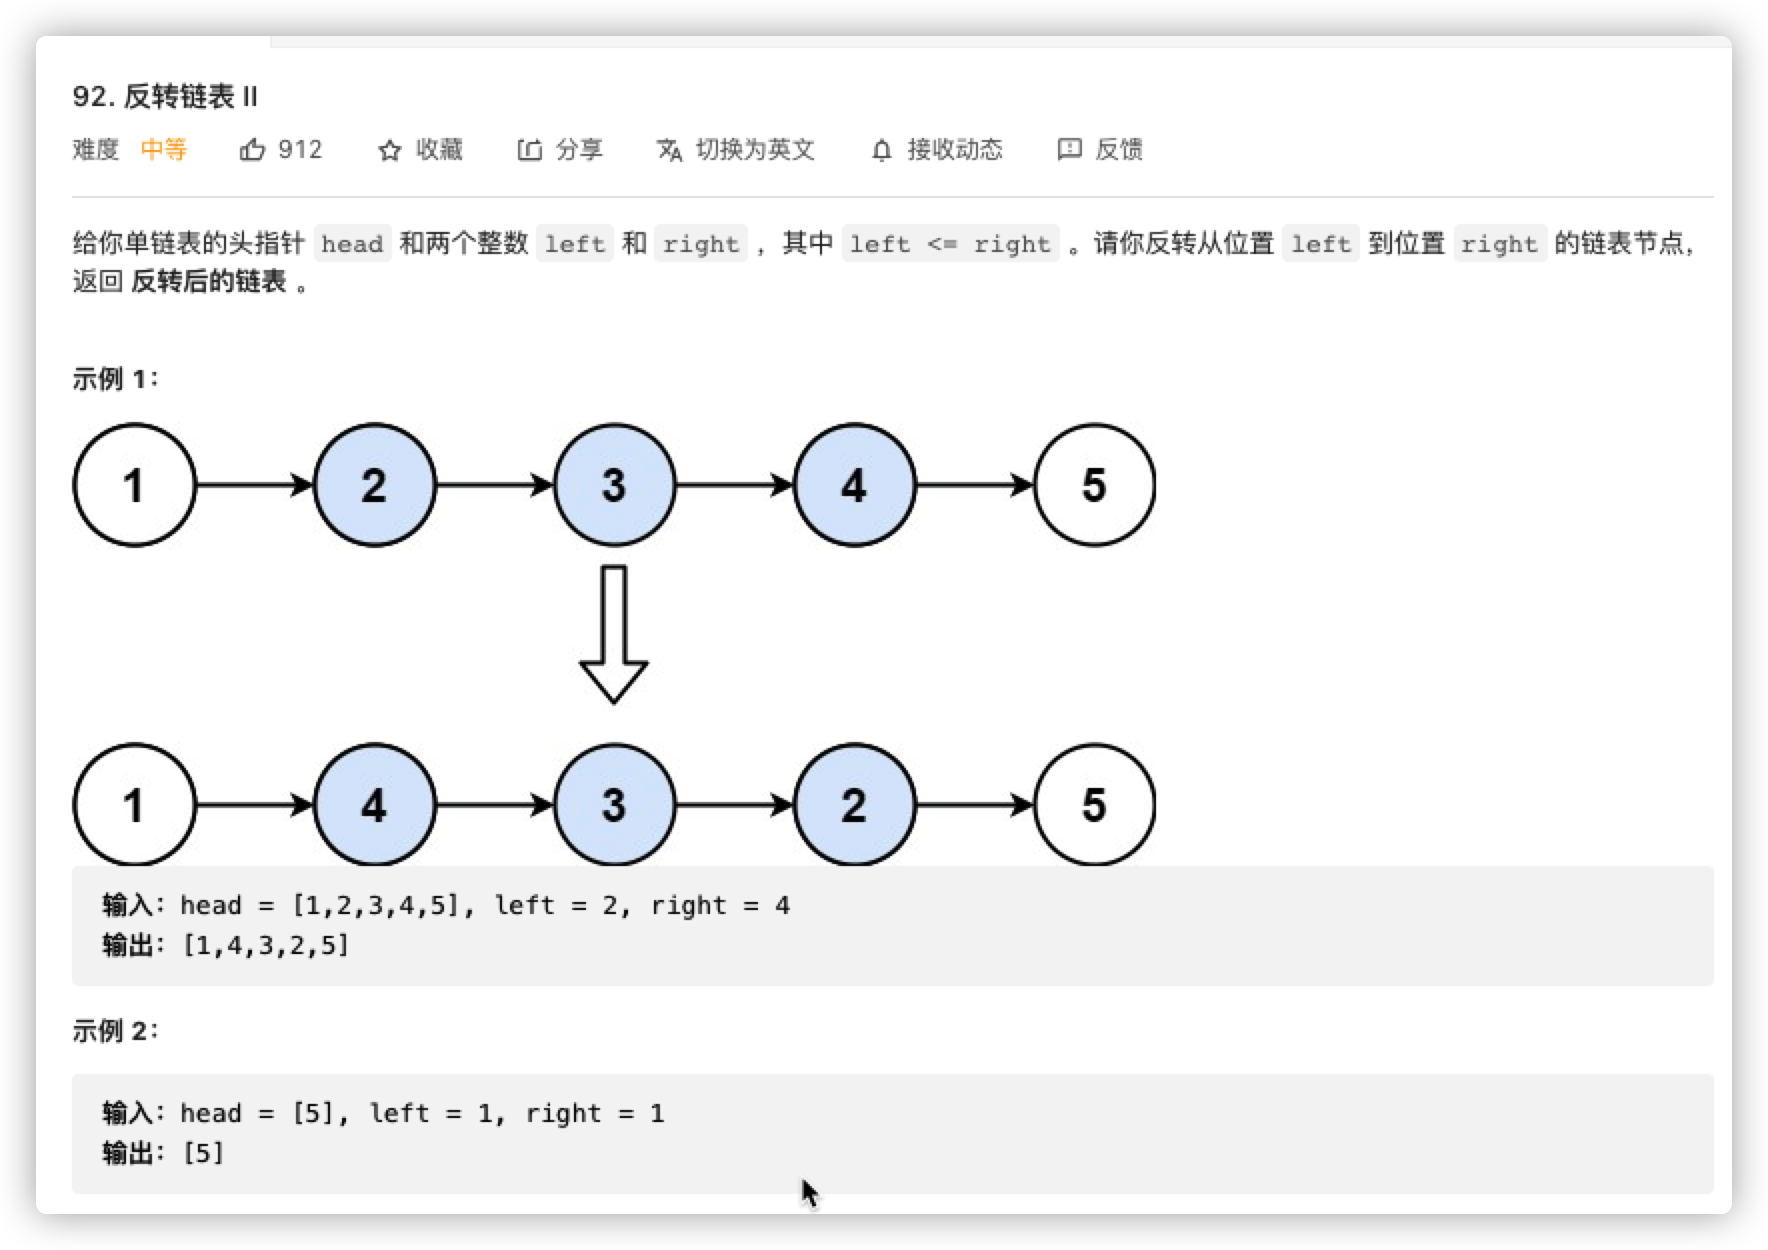 92. 反转链表 II
难度 中等 912 收藏 分享 切换为英文 接收动态 反馈
给你单链表的头指针 head 和两个整数 left 和 right ，其中 left <= right 。请你反转从位置 left 到位置 right 的链表节点，
返回 反转后的链表 。
示例 1：
1 2 3 4 5
1 4 3 2 5
输入：head = [1,2,3,4,5], left = 2, right = 4
输出：[1,4,3,2,5]
示例 2：
输入：head = [5], left = 1, right = 1
输出：[5]